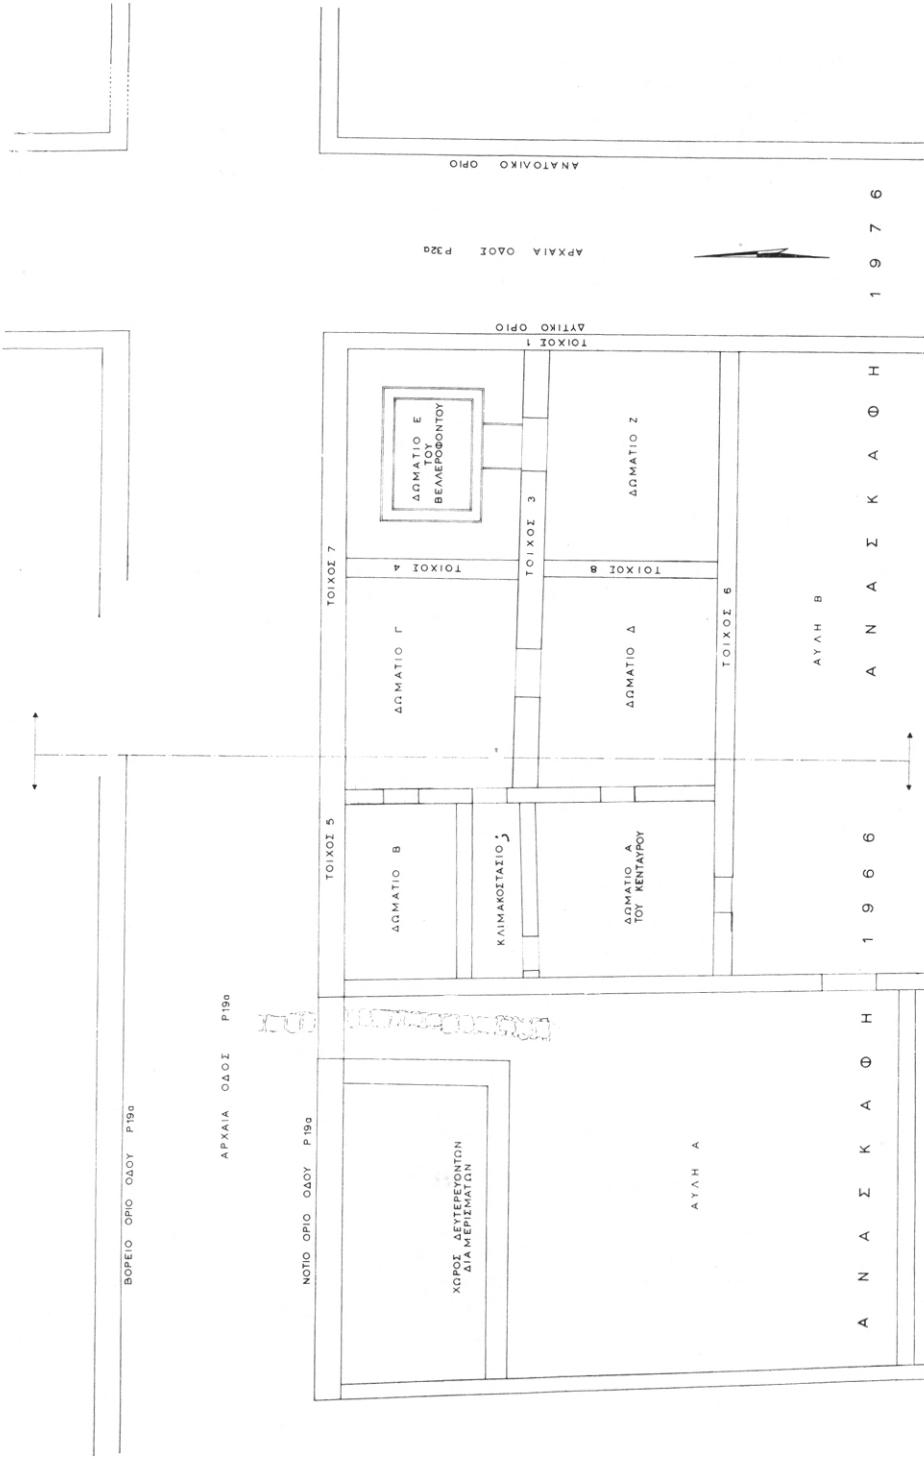 ΑΝΑΤΟΛΙΚΟ ΟΡΙΟ
ΑΡΧΑΙΑ ΟΔΟΣ Ρ32α
ΔΥΤΙΚΟ ΟΡΙΟ
ΤΟΙΧΟΣ 1
ΒΟΡΕΙΟ ΟΡΙΟ ΟΔΟΥ Ρ19α
ΑΡΧΑΙΑ ΟΔΟΣ Ρ19α
ΝΟΤΙΟ ΟΡΙΟ ΟΔΟΥ Ρ19α
ΤΟΙΧΟΣ 5
ΤΟΙΧΟΣ 7
ΔΩΜΑΤΙΟ Β
ΔΩΜΑΤΙΟ Γ
ΤΟΙΧΟΣ 4
ΔΩΜΑΤΙΟ Ε
ΤΟΥ
ΒΕΛΛΕΡΟΦΟΝΤΟΥ
ΧΩΡΟΣ ΔΕΥΤΕΡΕΥΟΝΤΩΝ
ΔΙΑΜΕΡΙΣΜΑΤΩΝ
ΚΛΙΜΑΚΟΣΤΑΣΙΟ;
ΤΟΙΧΟΣ 3
ΔΩΜΑΤΙΟ Α
ΤΟΥ ΚΕΝΤΑΥΡΟΥ
ΔΩΜΑΤΙΟ Δ
ΤΟΙΧΟΣ 8
ΔΩΜΑΤΙΟ Ζ
ΑΥΛΗ Α
ΤΟΙΧΟΣ 6
ΑΥΛΗ Β
ΑΝΑΣΚΑΦΗ 1966
ΑΝΑΣΚΑΦΗ 1976